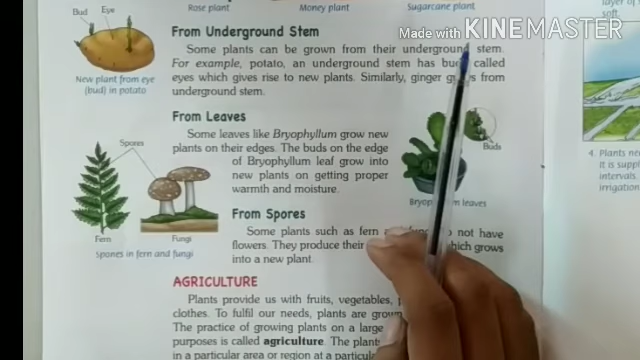 Rose plant
Money plant
Sugarcane plant
Made with KINEMASTER
Bud
Eye
New plant from eye
(bud) in potato
From Underground Stem
Some plants can be grown from their underground stem.
For example, potato, an underground stem has buds called
eyes which gives rise to new plants. Similarly, ginger from
underground stem.
From Leaves
Some leaves like Bryophyllum grow new
plants on their edges. The buds on the edge
of Bryophyllum leaf grow into
new plants on getting proper
warmth and moisture.
Buds
leaves
Spores
Fern
Fungi
Spores in fern and fungi
From Spores
Some plants such as fern not have
flowers. They produce their which grows
into a new plant.
AGRICULTURE
Plants provide us with fruits, vegetables,
clothes. To fulfil our needs, plants are
The practice of growing plants on a large
purposes is called agriculture. The
in a particular area or region at a
layer of
soft.
4. Plants
It is
intervals
irrigation